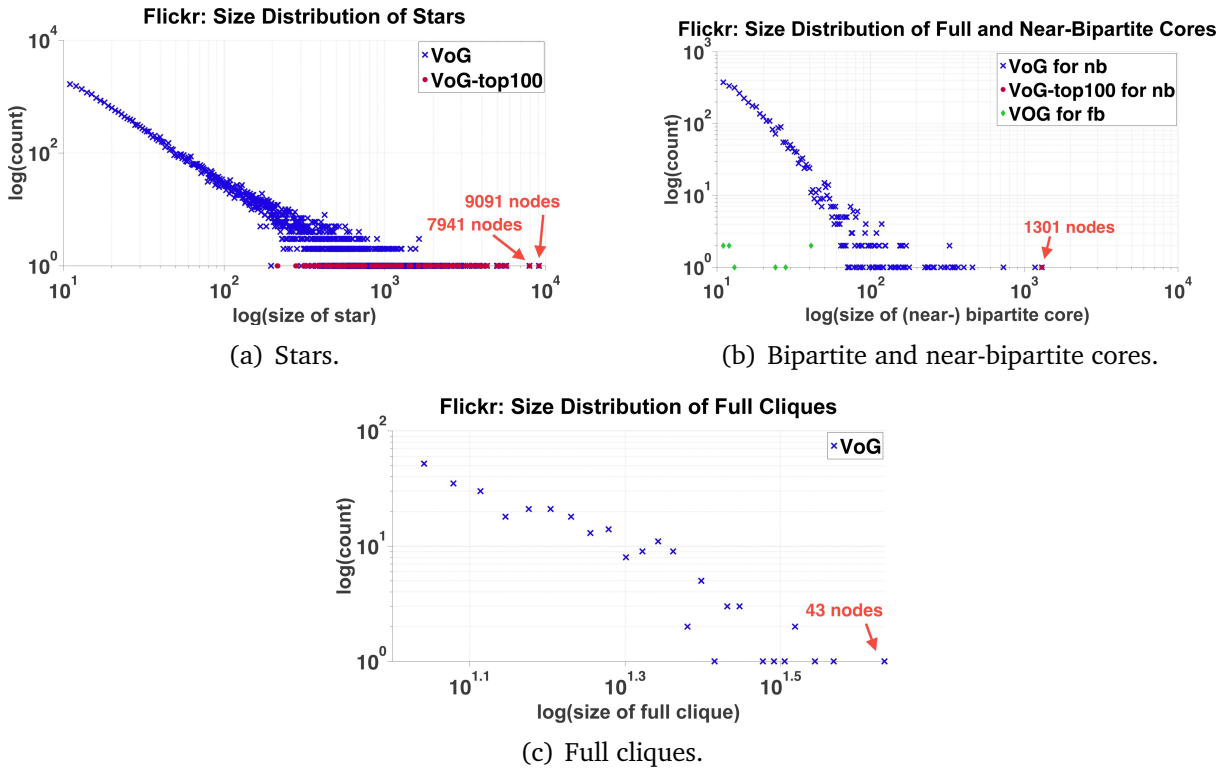 Flickr: Size Distribution of Stars
10^4
10^2
10^0
log(count)
VoG
VoG-top100
9091 nodes
7941 nodes
10^1
10^2
10^3
10^4
log(size of star)
(a) Stars.
Flickr: Size Distribution of Full and Near-Bipartite Cores
10^3
10^2
10^1
10^0
log(count)
VoG for nb
VoG-top100 for nb
VOG for fb
1301 nodes
10^1
10^2
10^3
10^4
log(size of (near-) bipartite core)
(b) Bipartite and near-bipartite cores.
Flickr: Size Distribution of Full Cliques
10^2
10^1
10^0
log(count)
VoG
43 nodes
10^1.1
10^1.3
10^1.5
log(size of full clique)
(c) Full cliques.